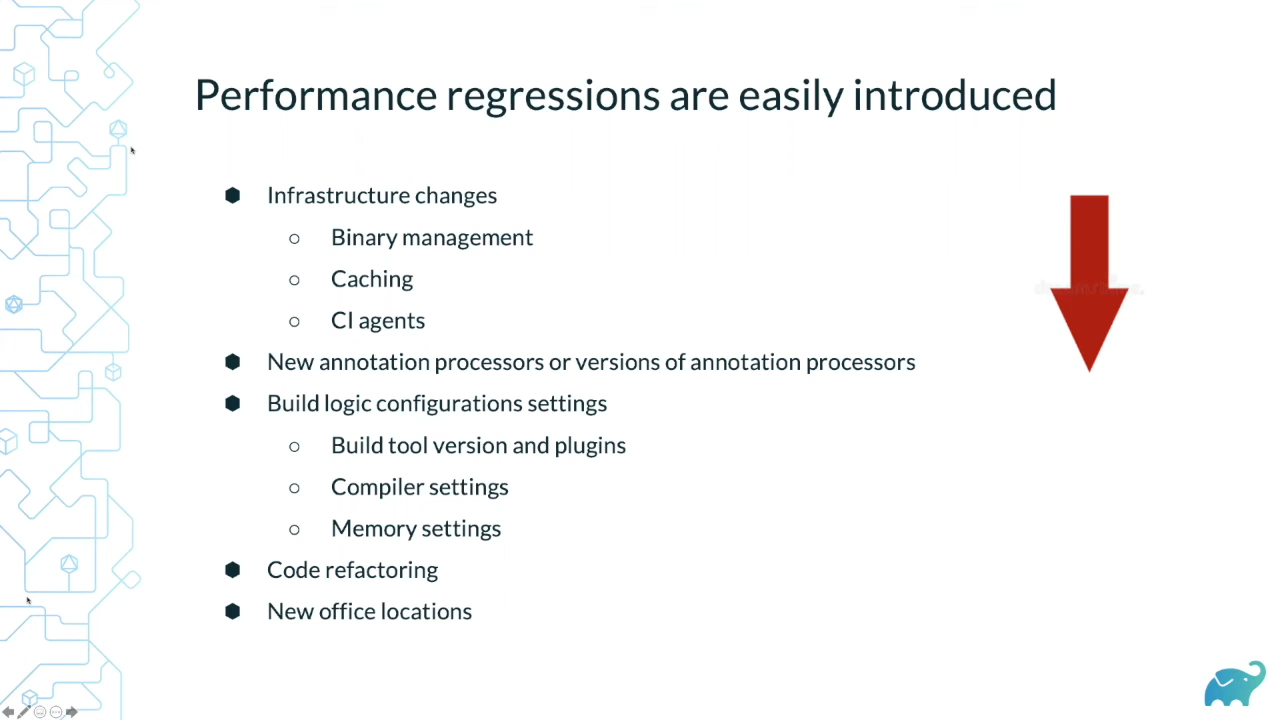 Performance regressions are easily introduced
Infrastructure changes
Binary management
Caching
CI agents
New annotation processors or versions of annotation processors
Build logic configurations settings
Build tool version and plugins
Compiler settings
Memory settings
Code refactoring
New office locations